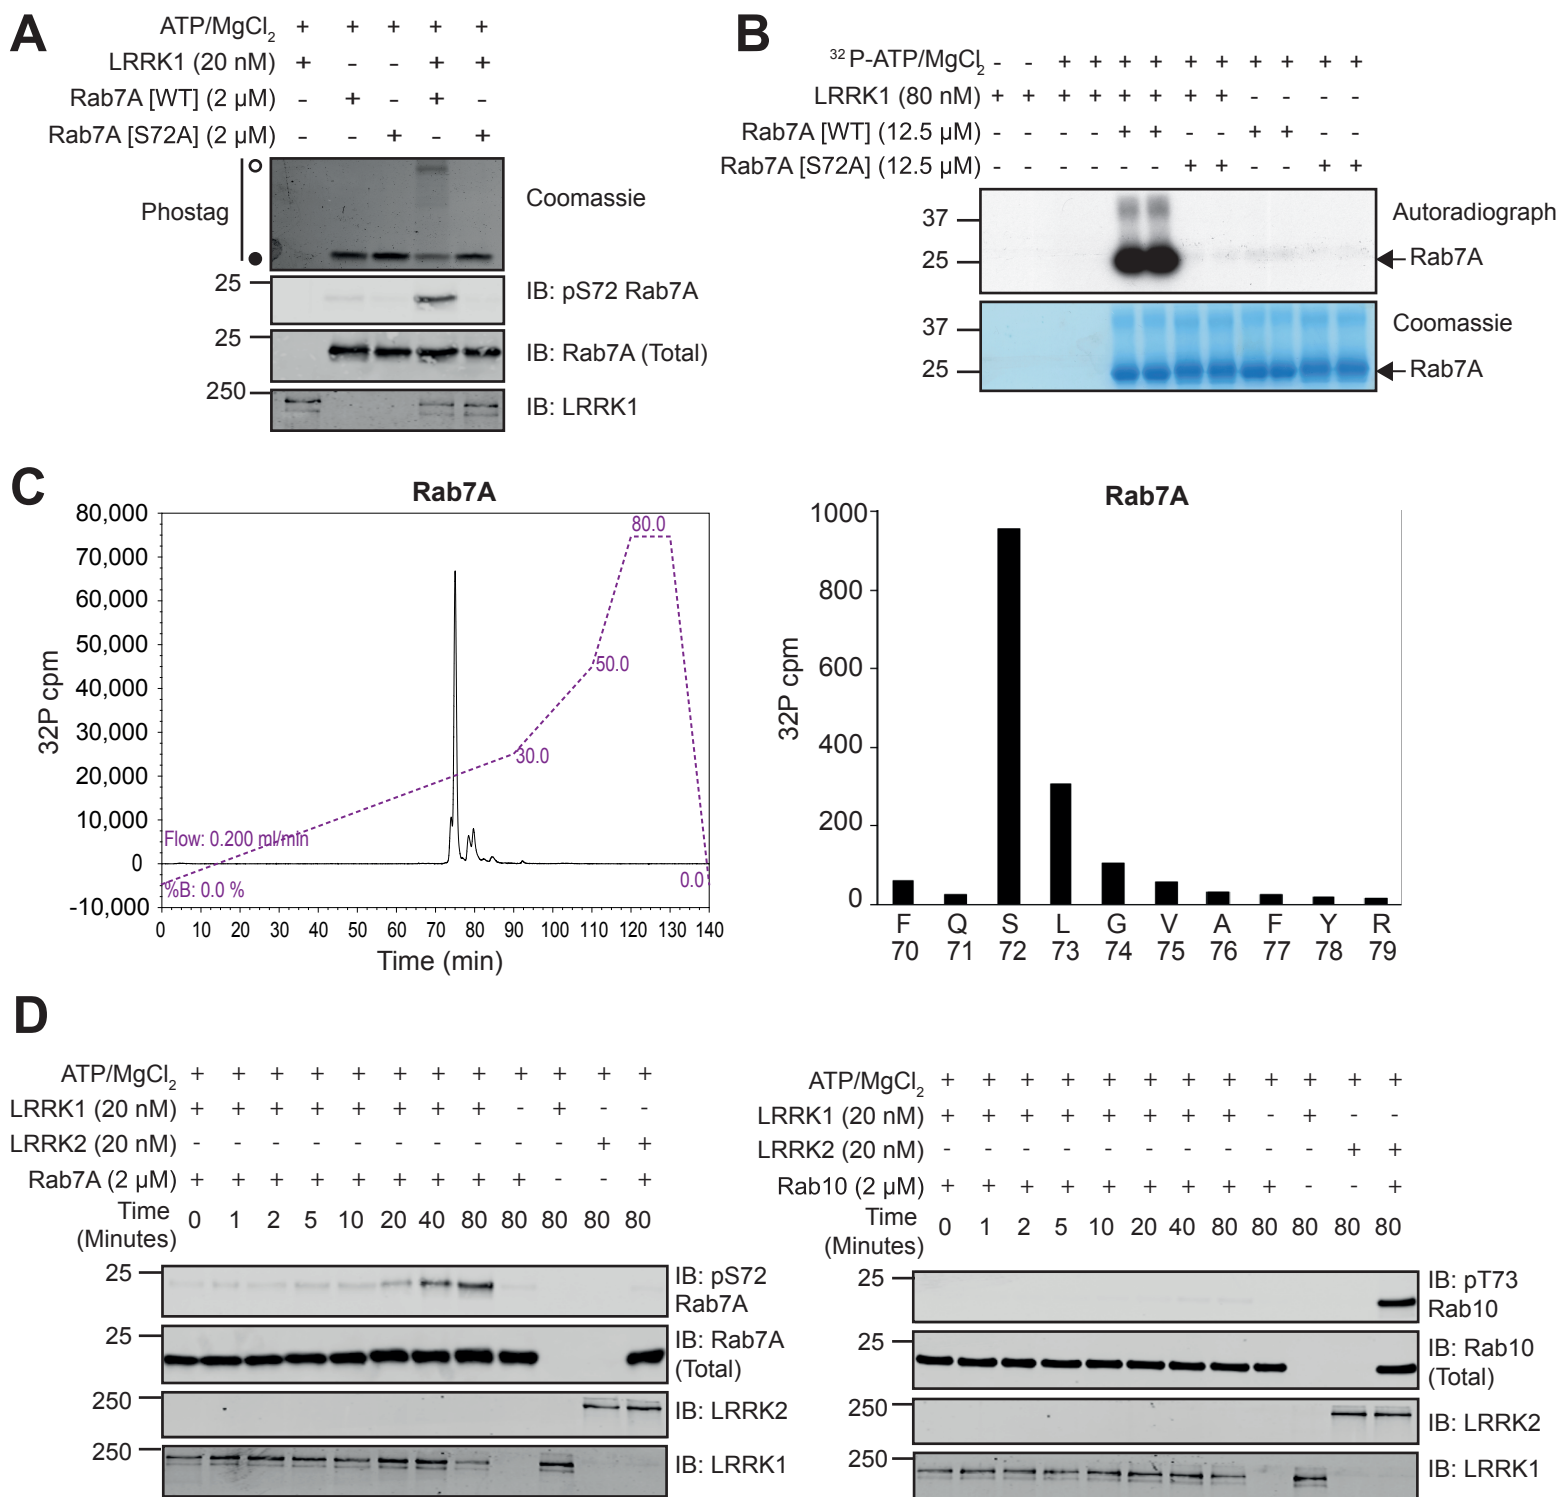 A
ATP/MgCl2 + + + + +
LRRK1 (20 nM) + - - + +
Rab7A [WT] (2 µM) - + - + -
Rab7A [S72A] (2 µM) - - + - +
Phostag
Coomassie
25
IB: pS72 Rab7A
25
IB: Rab7A (Total)
250
IB: LRRK1
B
32P-ATP/MgCl2 - - + + + + + + + + + +
LRRK1 (80 nM) + + + + + + + + - - - -
Rab7A [WT] (12.5 µM) - - - - + + - - + + - -
Rab7A [S72A] (12.5 µM) - - - - - - + + - - + +
37
Autoradiograph
25
Rab7A
37
Coomassie
25
Rab7A
C
Rab7A
80,000
70,000
60,000
50,000
40,000
30,000
20,000
10,000
0
-10,000
32P cpm
80.0
50.0
30.0
Flow: 0.200 ml/min
%B: 0.0 %
0.0
0 10 20 30 40 50 60 70 80 90 100 110 120 130 140
Time (min)
Rab7A
1000
800
600
400
200
0
32P cpm
F Q S L G V A F Y R
70 71 72 73 74 75 76 77 78 79
D
ATP/MgCl2 + + + + + + + + + + + +
LRRK1 (20 nM) + + + + + + + + - + - -
LRRK2 (20 nM) - - - - - - - - - - + +
Rab7A (2 µM) + + + + + + + + + - - +
Time
(Minutes)
0 1 2 5 10 20 40 80 80 80 80 80
25
IB: pS72
Rab7A
25
IB: Rab7A
(Total)
250
IB: LRRK2
250
IB: LRRK1
ATP/MgCl2 + + + + + + + + + + + +
LRRK1 (20 nM) + + + + + + + + - + - -
LRRK2 (20 nM) - - - - - - - - - - + +
Rab10 (2 µM) + + + + + + + + + - - +
Time
(Minutes)
0 1 2 5 10 20 40 80 80 80 80 80
25
IB: pT73
Rab10
25
IB: Rab10
(Total)
250
IB: LRRK2
250
IB: LRRK1